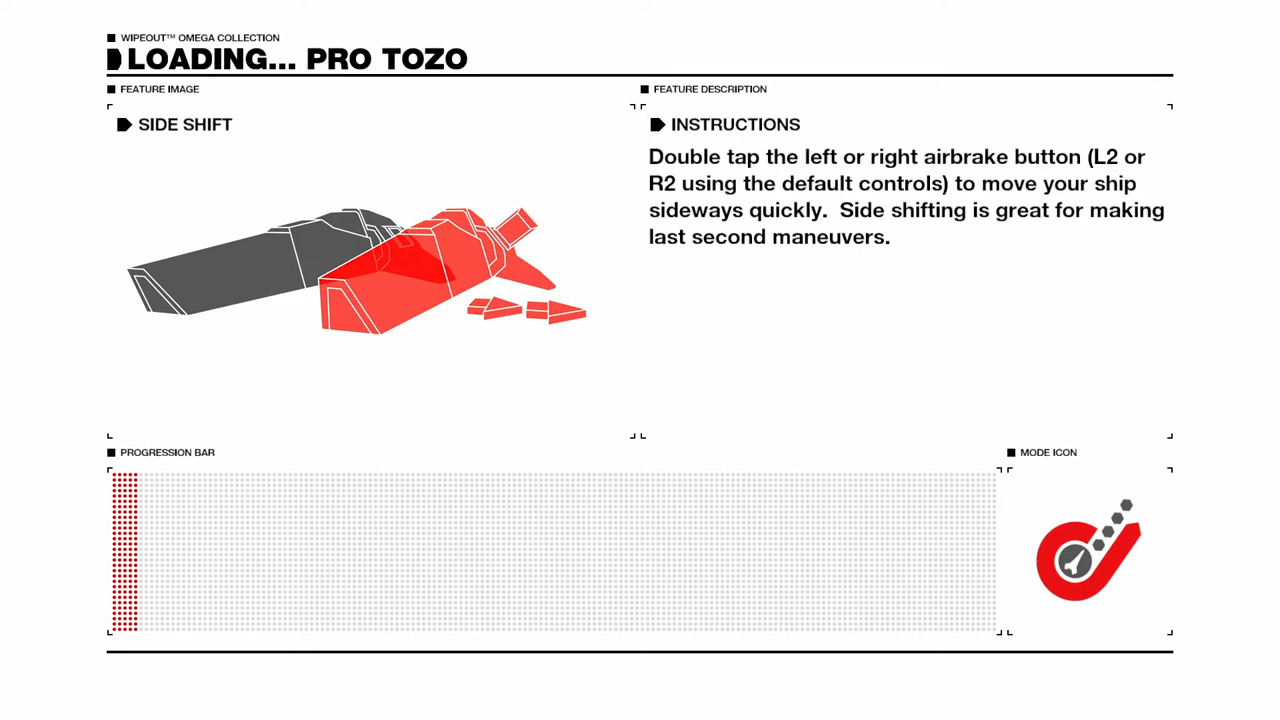 WIPEOUT™ OMEGA COLLECTION
LOADING... PRO TOZO
FEATURE IMAGE
FEATURE DESCRIPTION
SIDE SHIFT
INSTRUCTIONS
Double tap the left or right airbrake button (L2 or
R2 using the default controls) to move your ship
sideways quickly.  Side shifting is great for making
last second maneuvers.
PROGRESSION BAR
MODE ICON